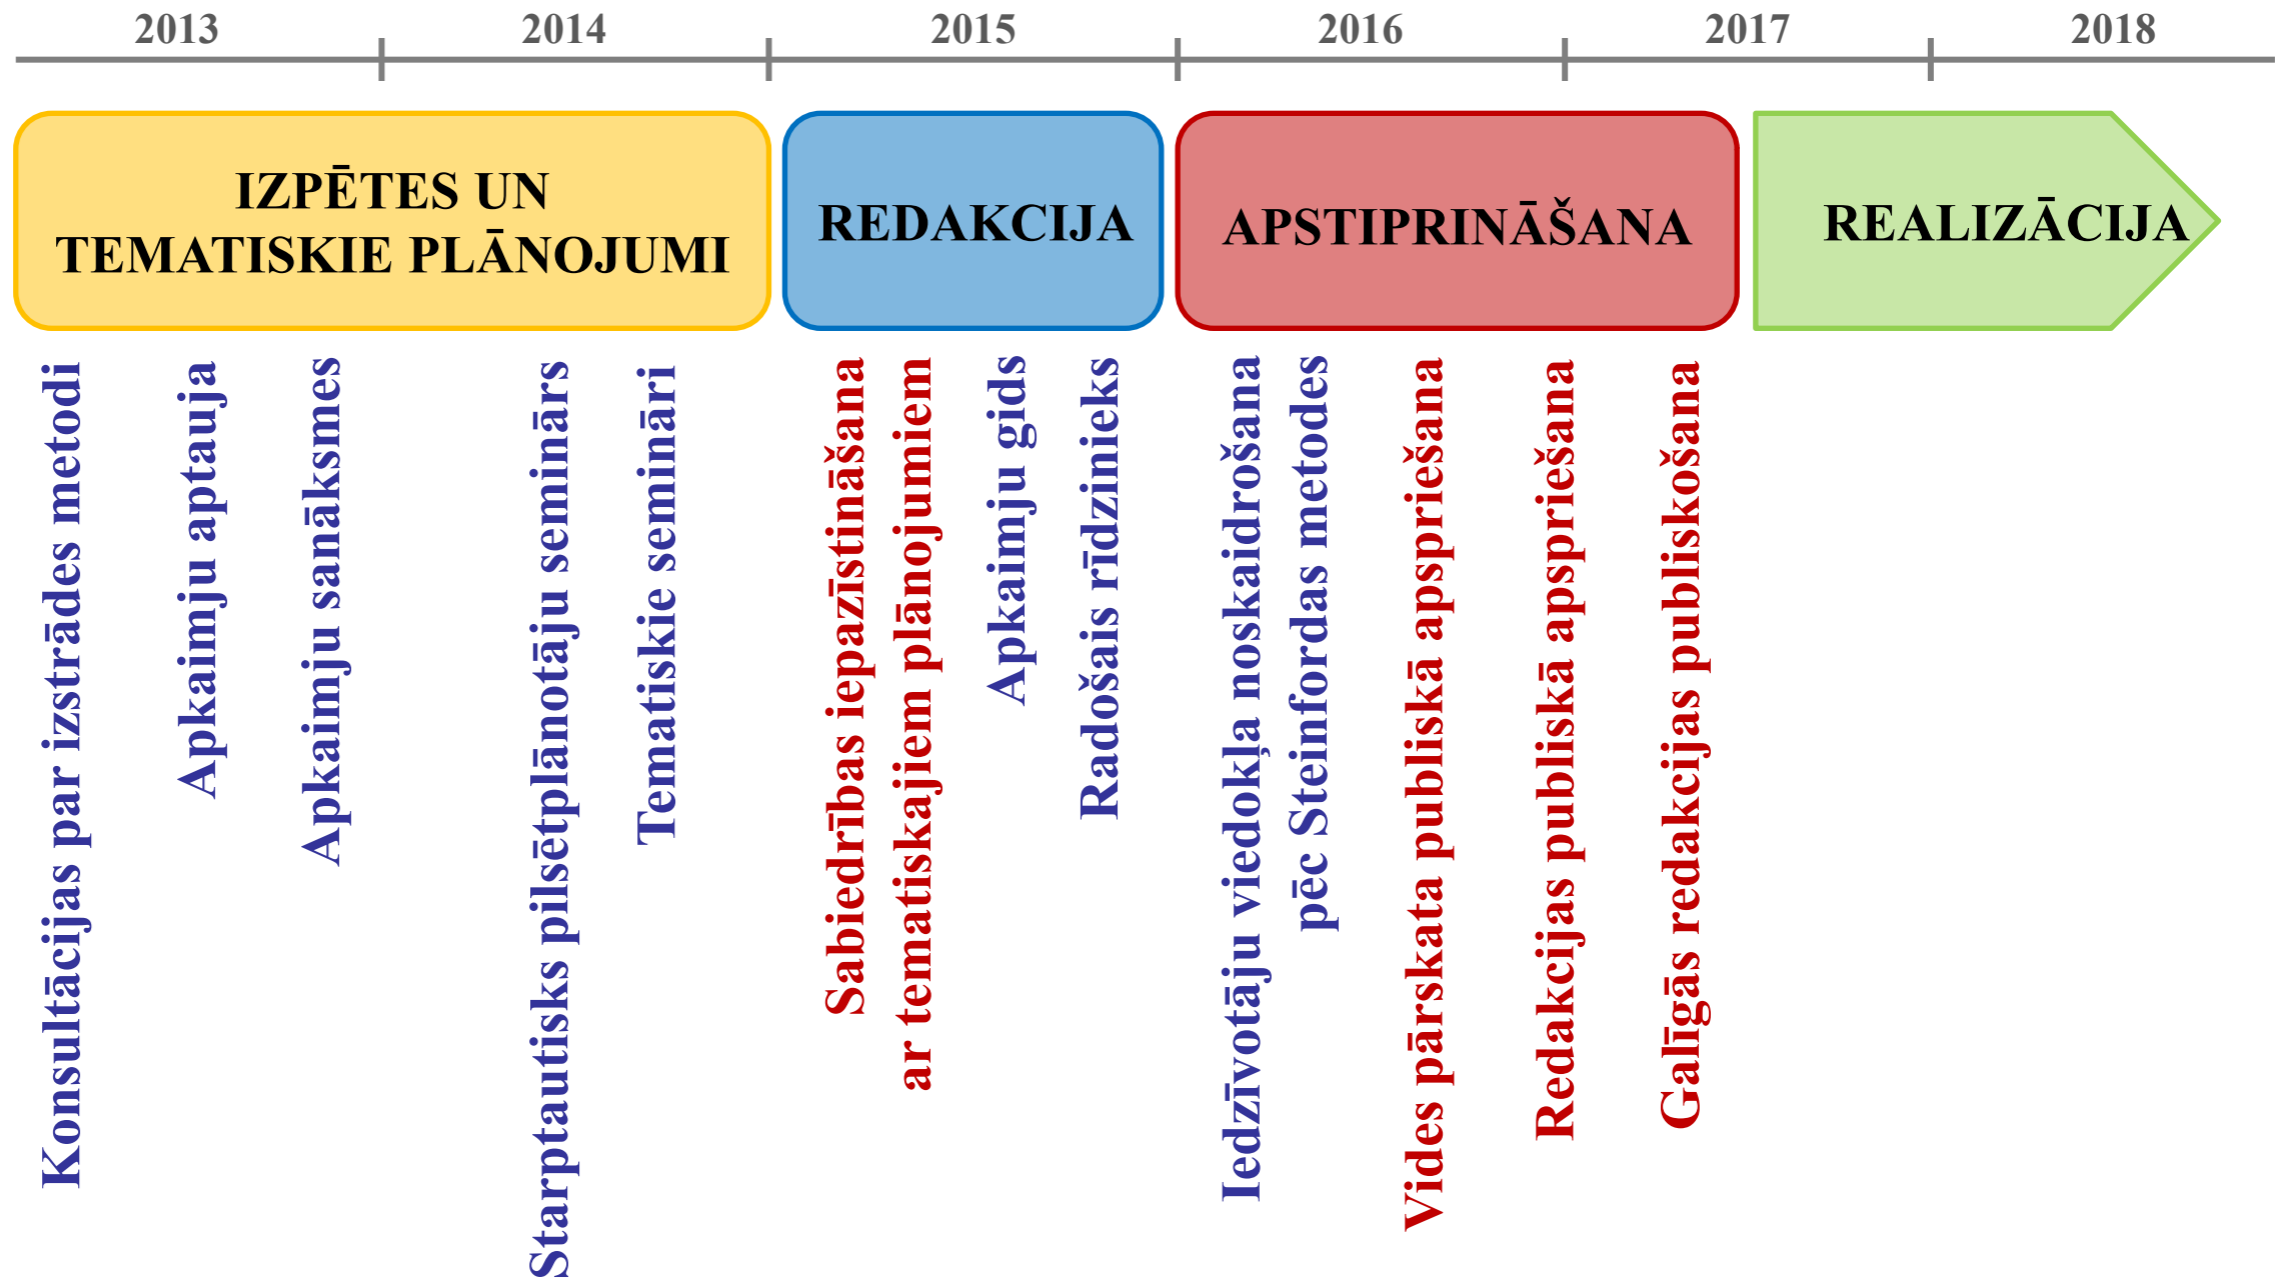 2013
2014
2015
2016
2017
2018
IZPĒTES UN
TEMATISKIE PLĀNOJUMI
REDAKCIJA
APSTIPRINĀŠANA
REALIZĀCIJA
Konsultācijas par izstrādes metodi
Apkaimju aptauja
Apkaimju sanāksmes
Starptautisks pilsētplānotāju seminārs
Tematiskie semināri
Sabiedrības iepazīstināšana
ar tematiskajiem plānojumiem
Apkaimju gids
Radošais rīdzinieks
Iedzīvotāju viedokļa noskaidrošana
pēc Steinfordas metodes
Vides pārskata publiskā apspriešana
Redakcijas publiskā apspriešana
Galīgās redakcijas publiskošana